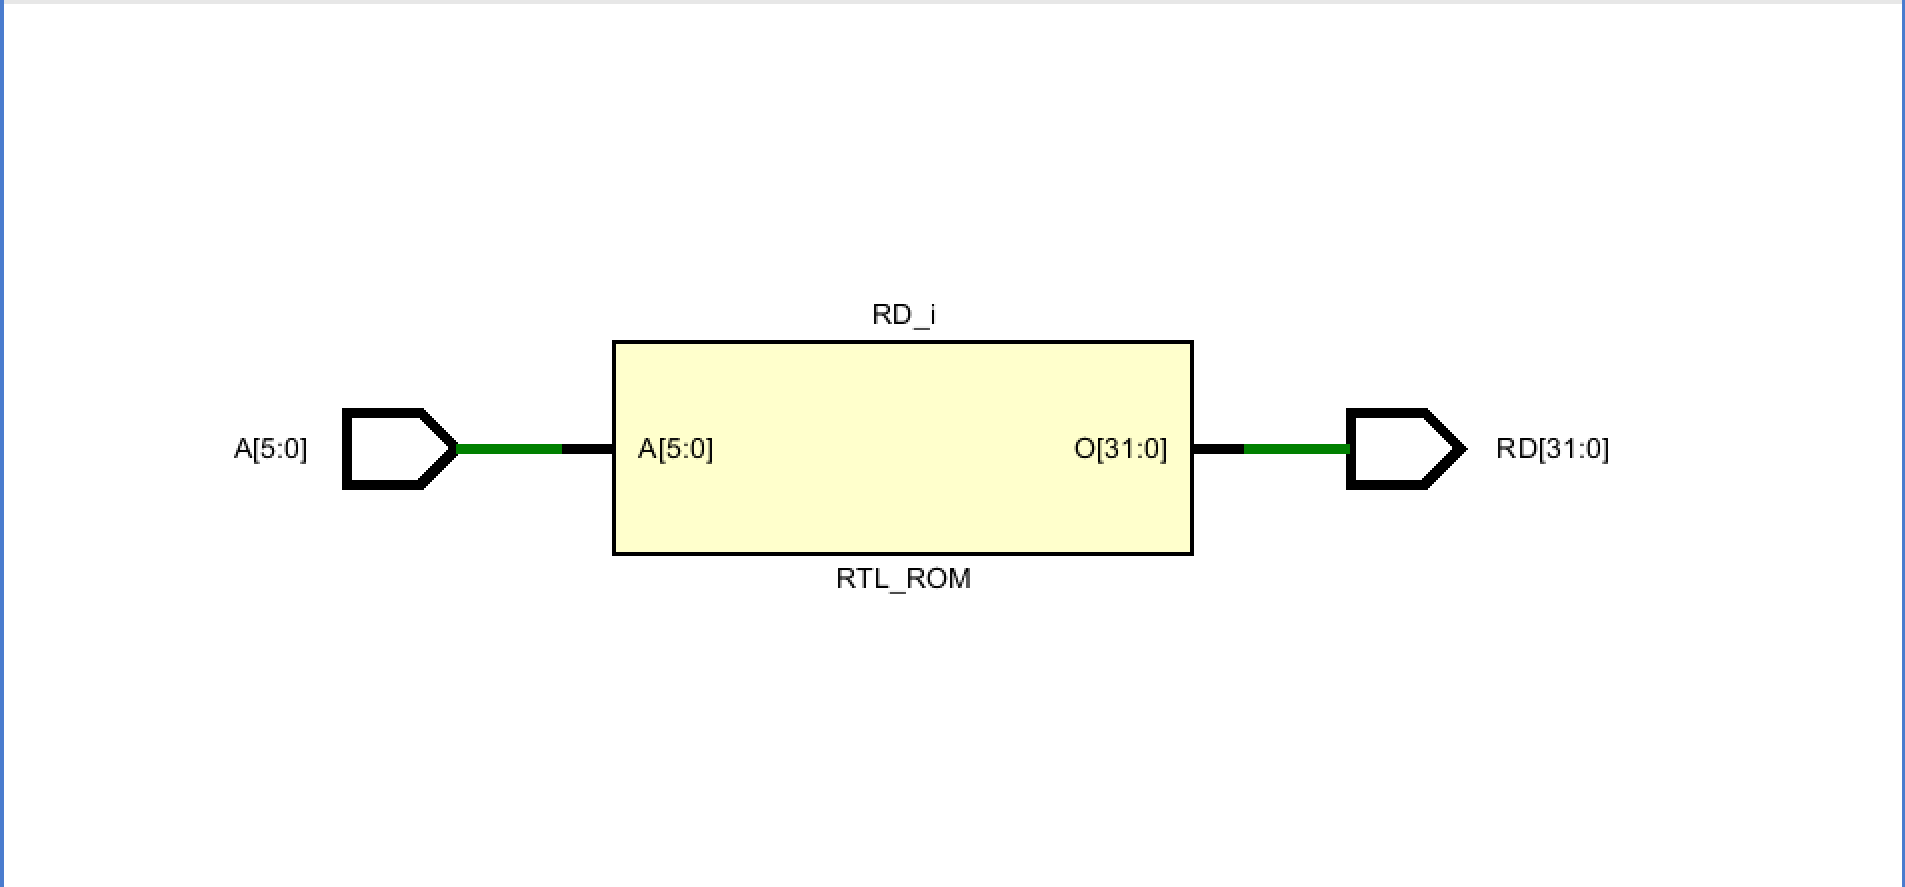 RD_i
A[5:0]
A[5:0]
O[31:0]
RD[31:0]
RTL_ROM